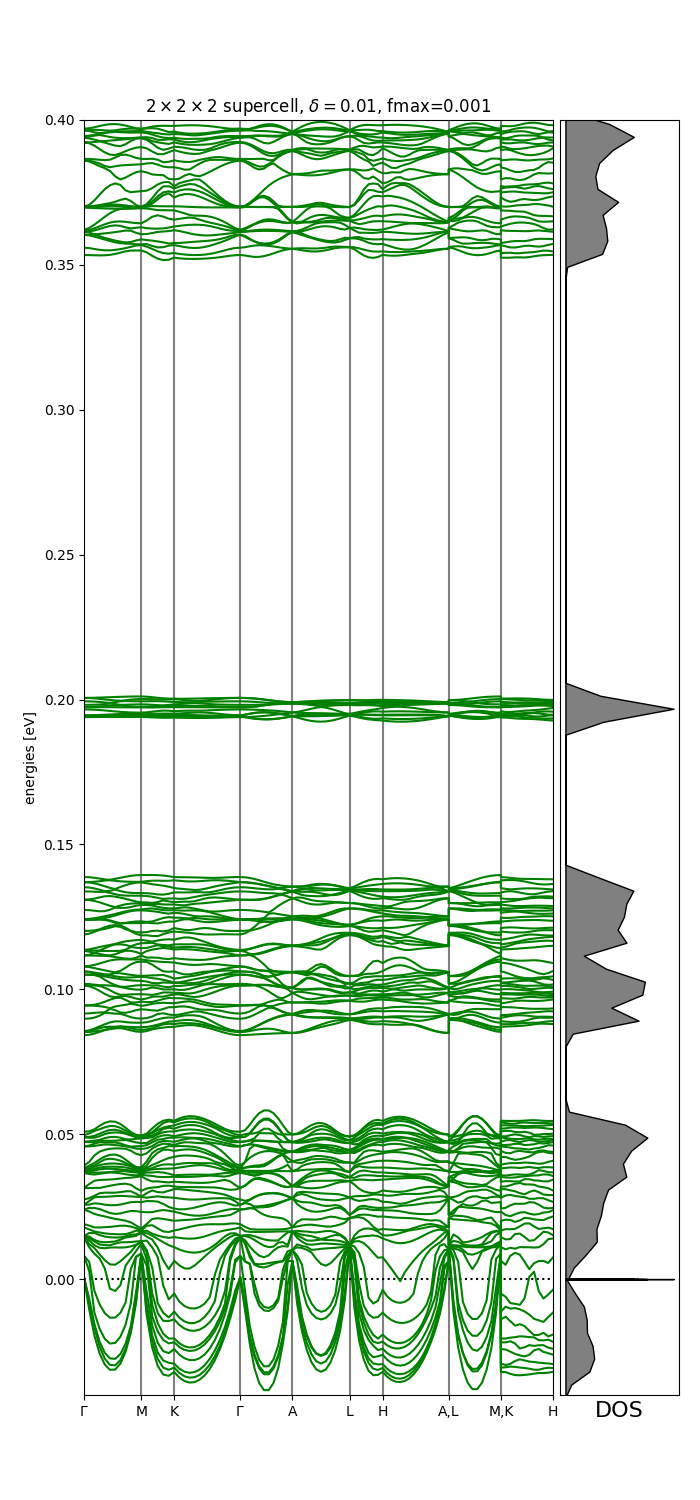 2 × 2 × 2 supercell, δ = 0.01, fmax=0.001
0.40
0.35
0.30
0.25
0.20
0.15
0.10
0.05
0.00
energies [eV]
Γ M K Γ A L H A,L M,K H
DOS